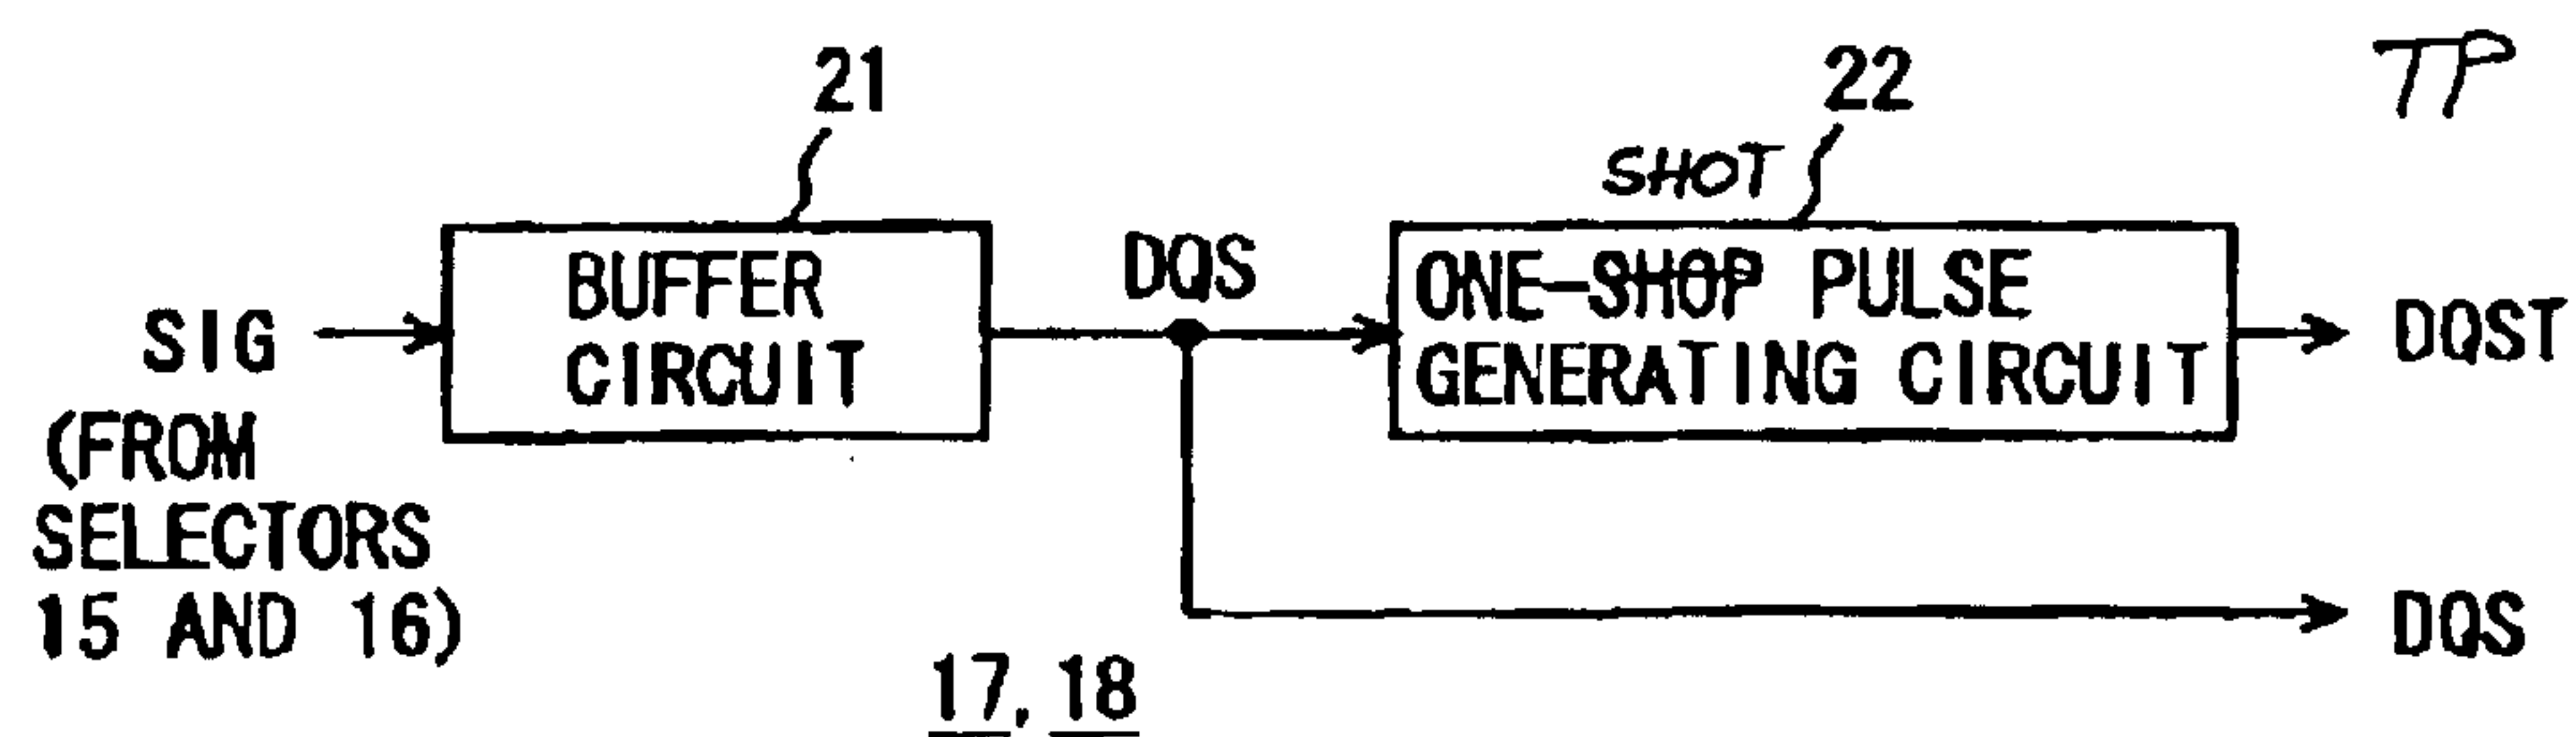 21
22
TP
SHOT
SIG
(FROM
SELECTORS
15 AND 16)
BUFFER
CIRCUIT
DQS
ONE-SHOP PULSE
GENERATING CIRCUIT
DQST
DQS
17, 18